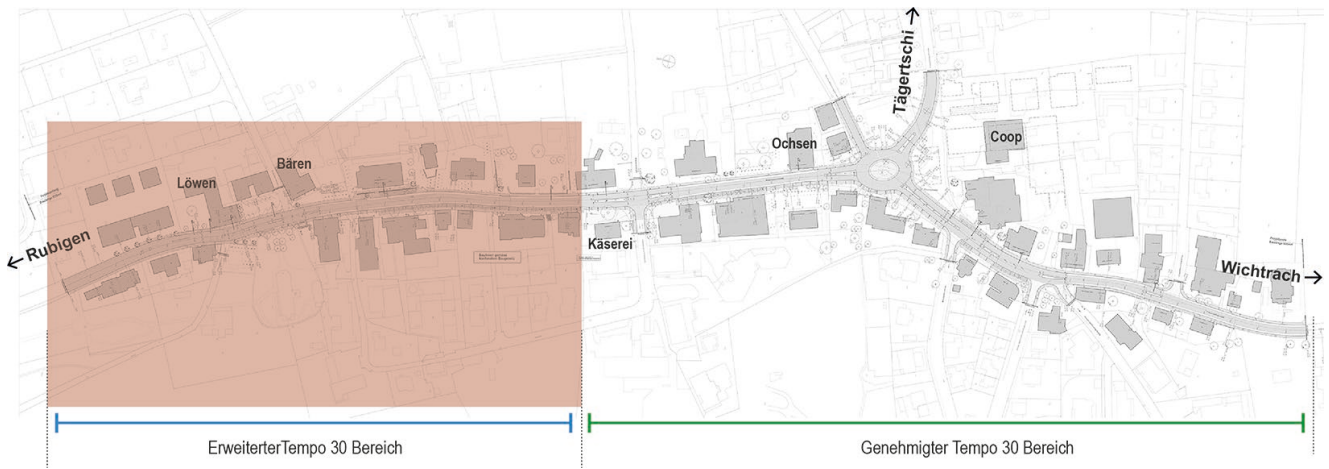 Tägertschi
Ochsen
Coop
Bären
Löwen
Käserei
Rubigen
Wichtrach
ErweiterterTempo 30 Bereich
Genehmigter Tempo 30 Bereich